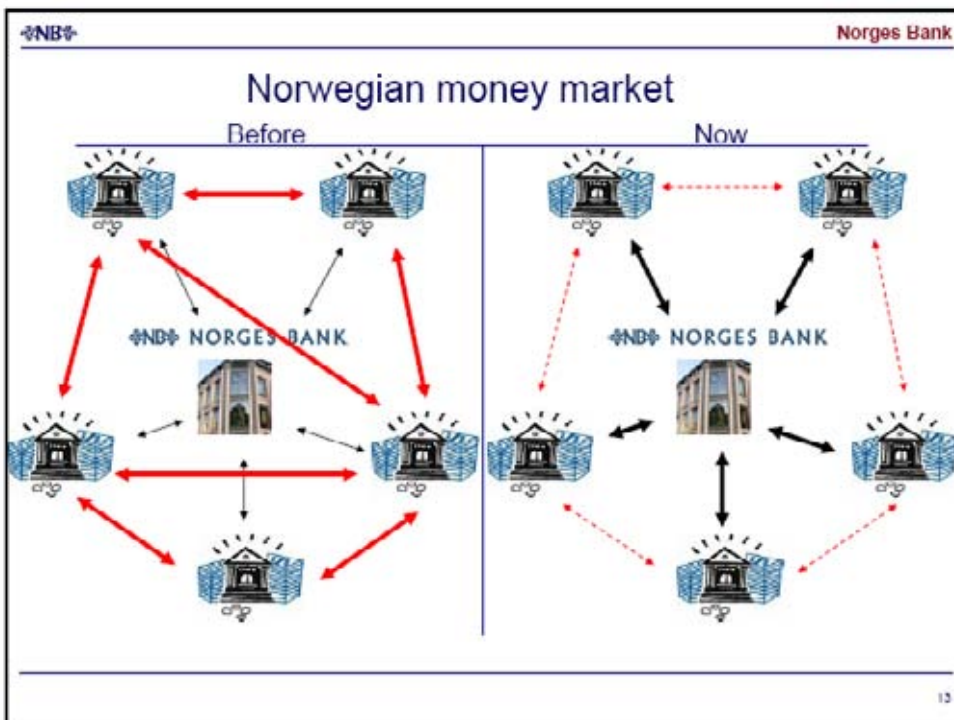 NB
Norges Bank
Norwegian money market
Before
Now
NB NORGES BANK
NB NORGES BANK
13